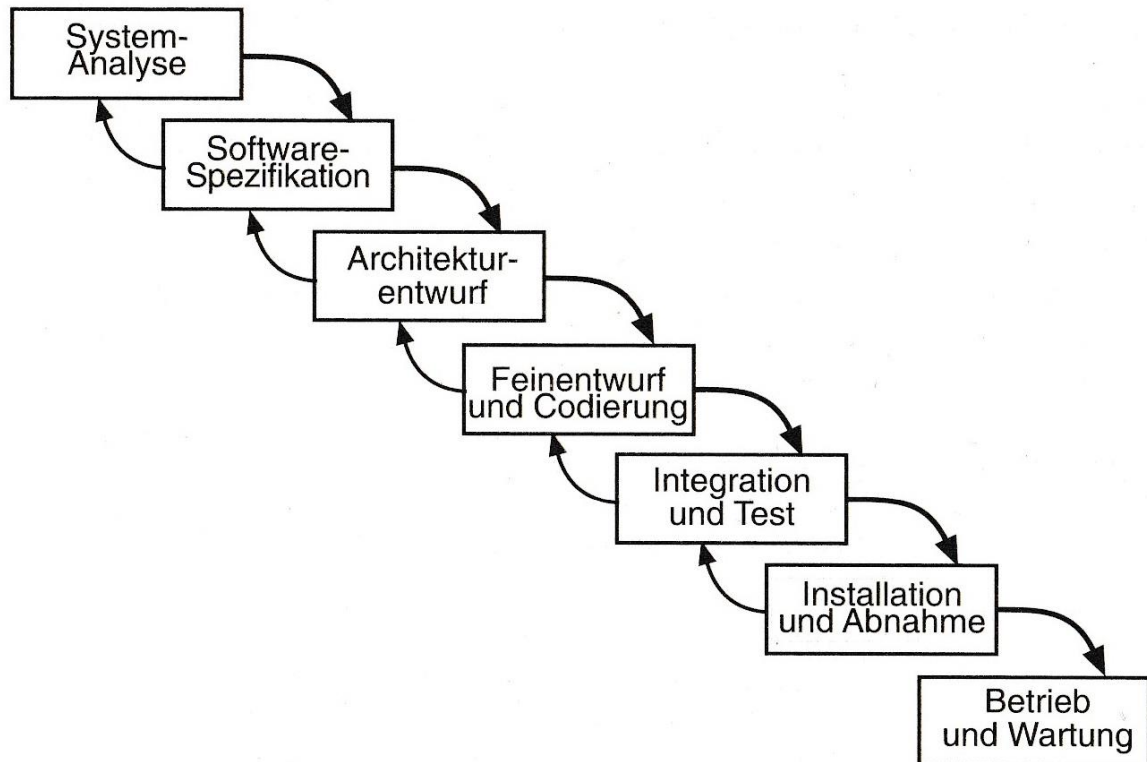 System-
Analyse
Software-
Spezifikation
Architektur-
entwurf
Feinentwurf
und Codierung
Integration
und Test
Installation
und Abnahme
Betrieb
und Wartung